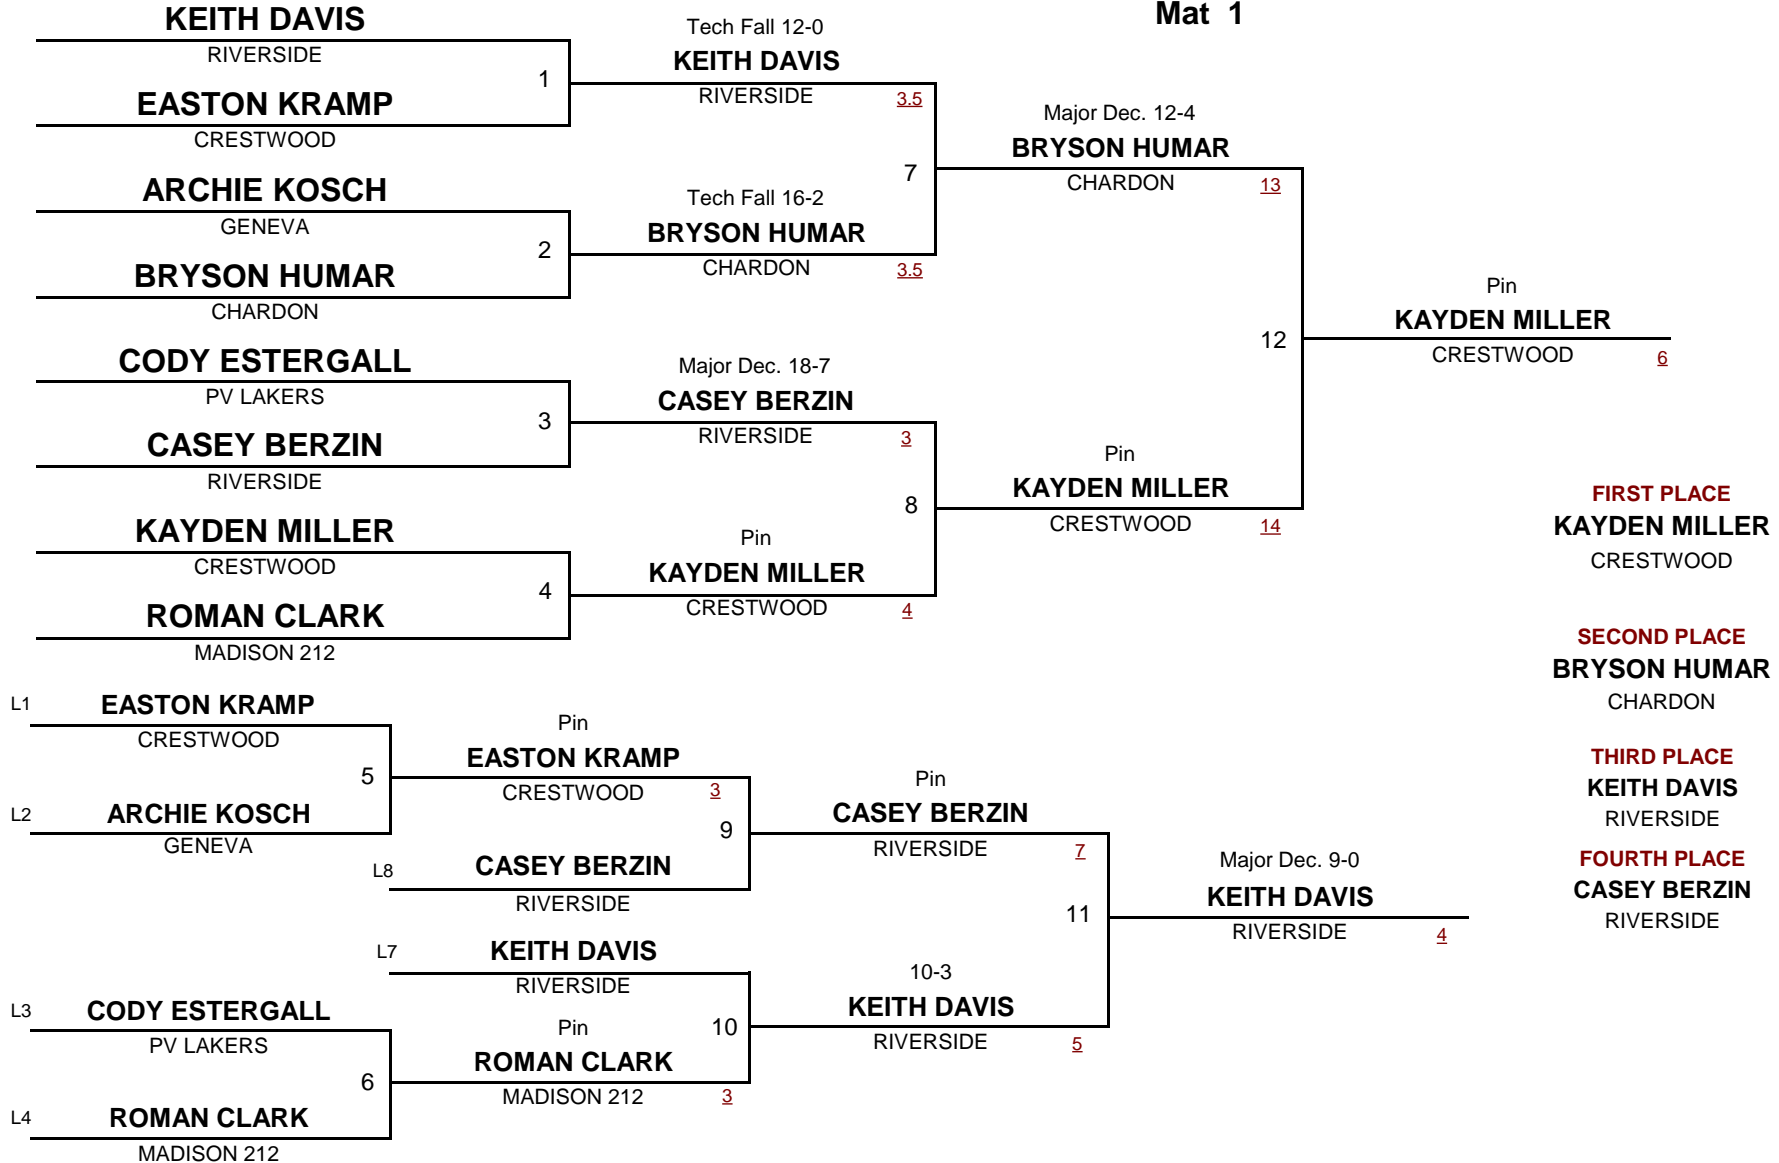 Mat 1
KEITH DAVIS
RIVERSIDE
1
EASTON KRAMP
CRESTWOOD
ARCHIE KOSCH
GENEVA
2
BRYSON HUMAR
CHARDON
CODY ESTERGALL
PV LAKERS
3
CASEY BERZIN
RIVERSIDE
KAYDEN MILLER
CRESTWOOD
4
ROMAN CLARK
MADISON 212
Tech Fall 12-0
KEITH DAVIS
RIVERSIDE
3.5
7
Tech Fall 16-2
BRYSON HUMAR
CHARDON
3.5
Major Dec. 18-7
CASEY BERZIN
RIVERSIDE
3
8
Pin
KAYDEN MILLER
CRESTWOOD
4
Major Dec. 12-4
BRYSON HUMAR
CHARDON
13
12
Pin
KAYDEN MILLER
CRESTWOOD
14
Pin
KAYDEN MILLER
CRESTWOOD
6
L1
EASTON KRAMP
CRESTWOOD
5
L2
ARCHIE KOSCH
GENEVA
L3
CODY ESTERGALL
PV LAKERS
6
L4
ROMAN CLARK
MADISON 212
Pin
EASTON KRAMP
CRESTWOOD
3
9
L8
CASEY BERZIN
RIVERSIDE
L7
KEITH DAVIS
RIVERSIDE
10
Pin
ROMAN CLARK
MADISON 212
3
Pin
CASEY BERZIN
RIVERSIDE
7
11
10-3
KEITH DAVIS
RIVERSIDE
5
Major Dec. 9-0
KEITH DAVIS
RIVERSIDE
4
FIRST PLACE
KAYDEN MILLER
CRESTWOOD
SECOND PLACE
BRYSON HUMAR
CHARDON
THIRD PLACE
KEITH DAVIS
RIVERSIDE
FOURTH PLACE
CASEY BERZIN
RIVERSIDE